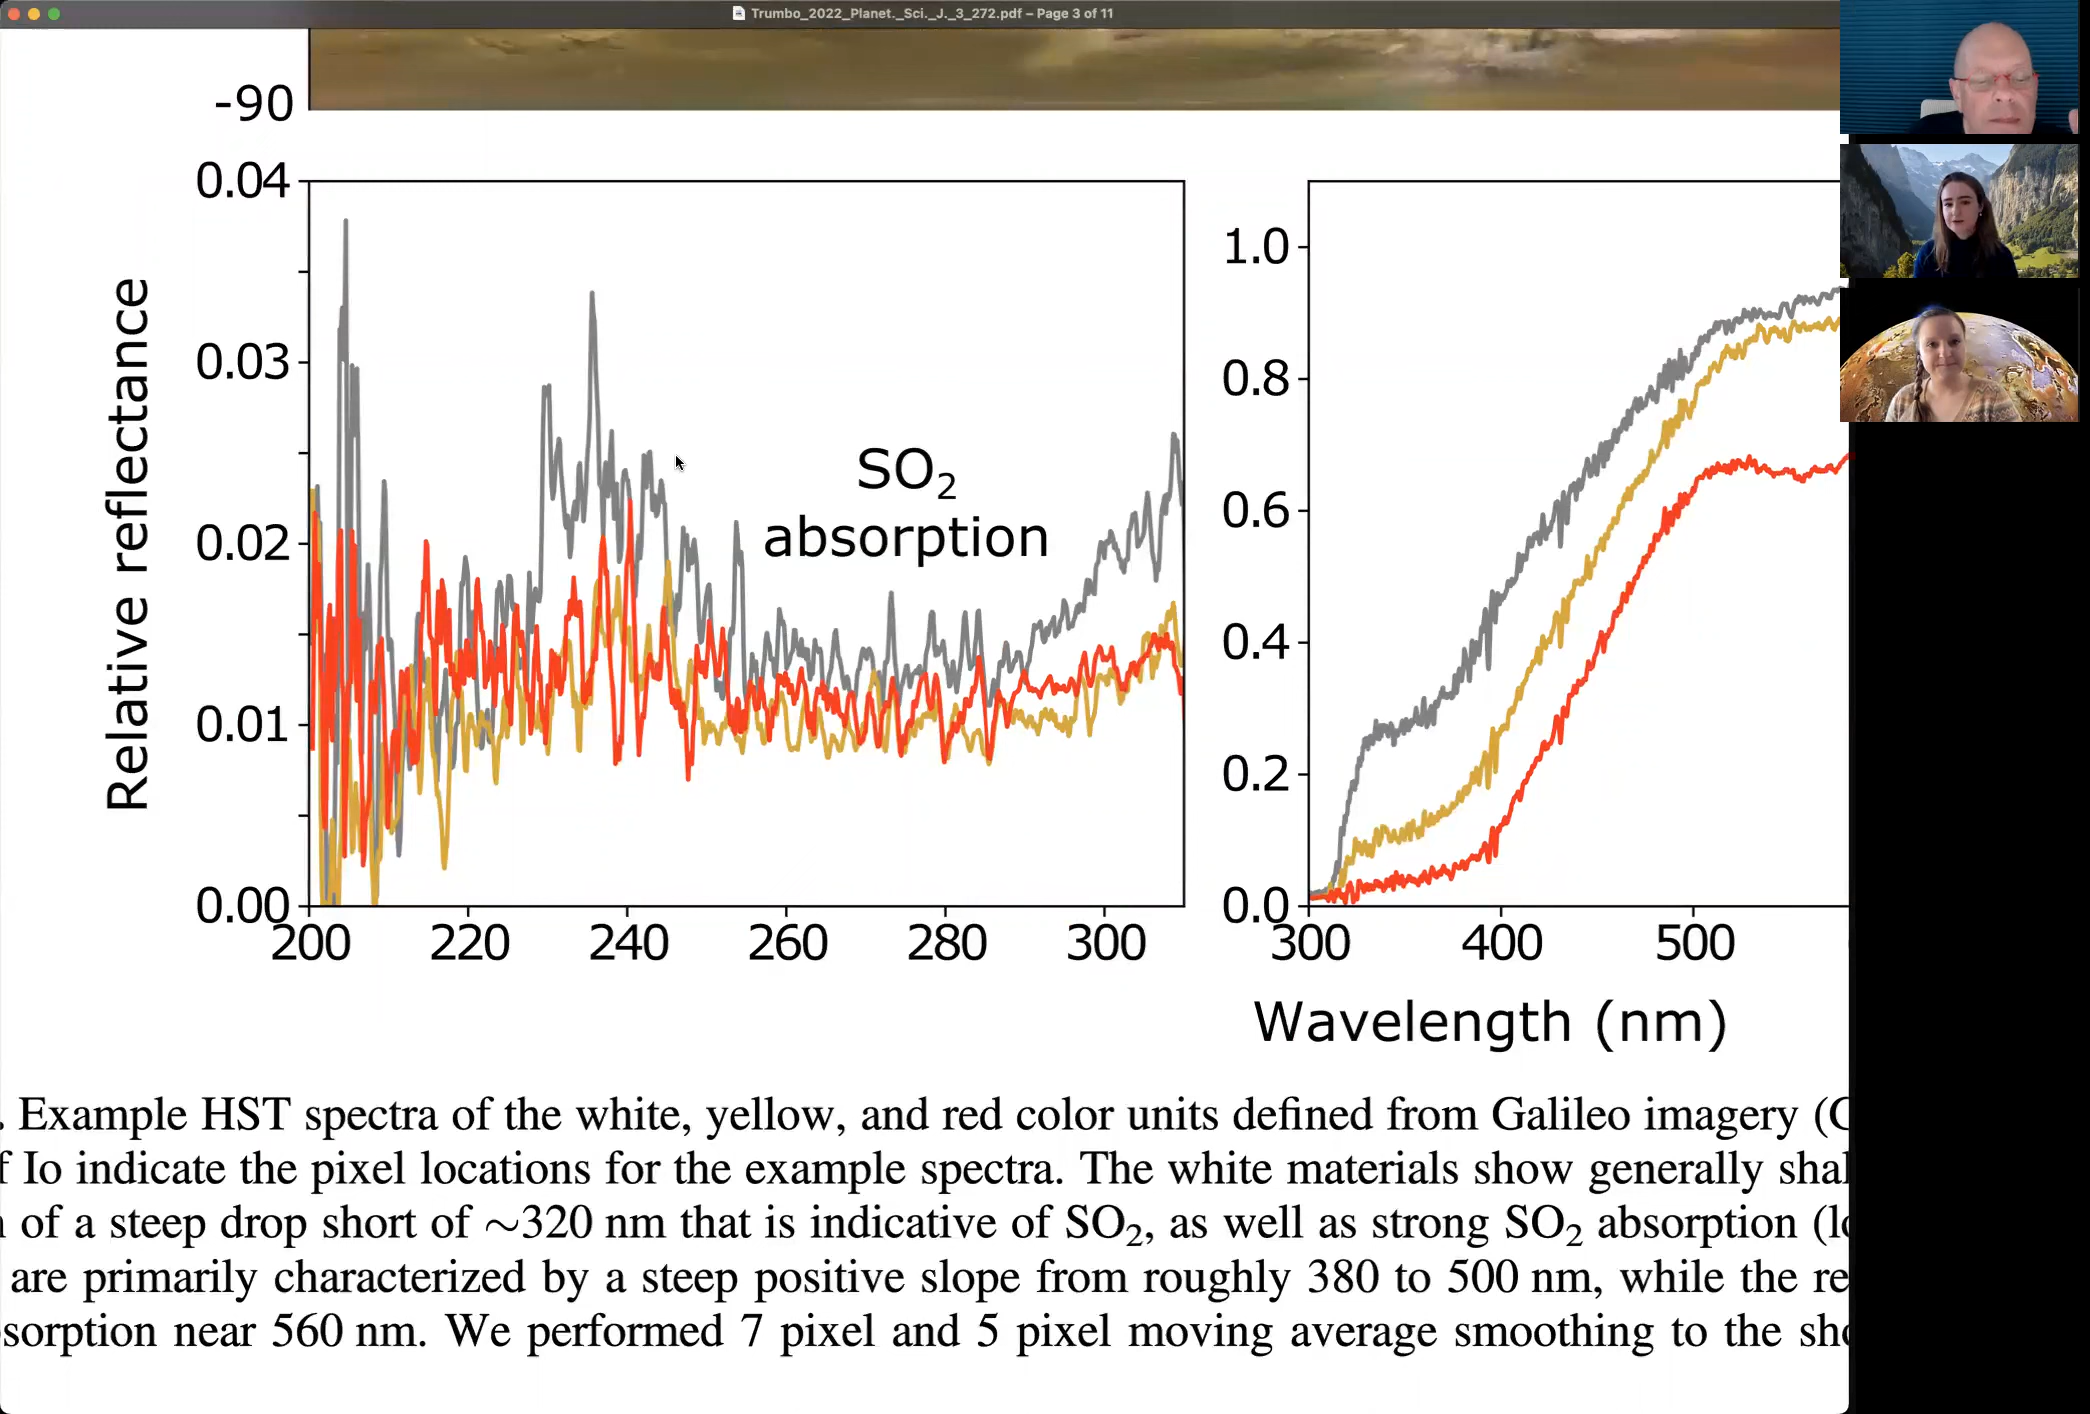 Trumbo_2022_Planet._Sci._J._3_272.pdf – Page 3 of 11
-90
0.04
0.03
0.02
0.01
0.00
Relative reflectance
SO2
absorption
200 220 240 260 280 300
1.0
0.8
0.6
0.4
0.2
0.0
300 400 500
Wavelength (nm)
. Example HST spectra of the white, yellow, and red color units defined from Galileo imagery (
Io indicate the pixel locations for the example spectra. The white materials show generally
of a steep drop short of ∼320 nm that is indicative of SO2, as well as strong SO2 absorption (
are primarily characterized by a steep positive slope from roughly 380 to 500 nm, while the
sorption near 560 nm. We performed 7 pixel and 5 pixel moving average smoothing to the